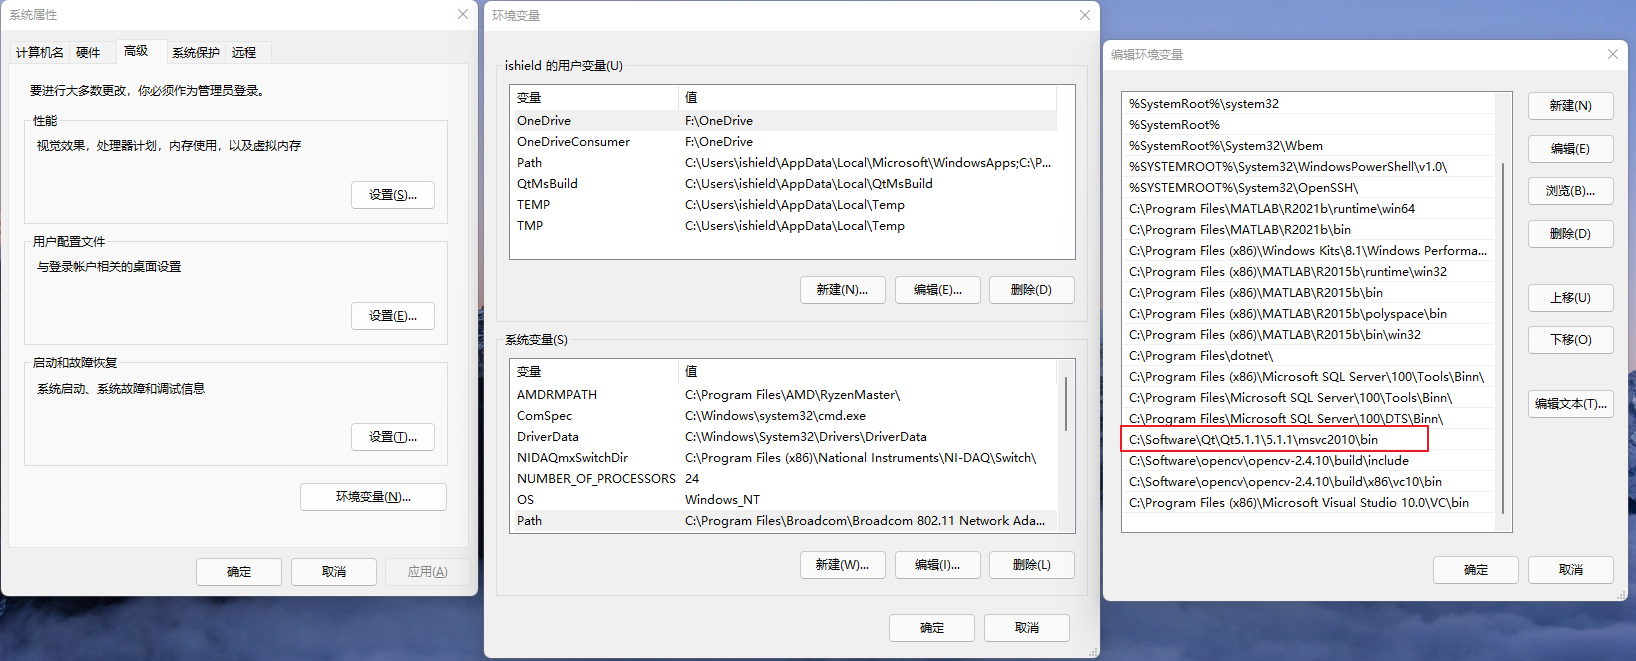 系统属性
计算机名 硬件 高级 系统保护 远程
要进行大多数更改，你必须作为管理员登录。
性能
视觉效果，处理器计划，内存使用，以及虚拟内存
设置(S)...
用户配置文件
与登录帐户相关的桌面设置
设置(E)...
启动和故障恢复
系统启动、系统故障和调试信息
设置(T)...
环境变量(N)...
确定 取消 应用(A)
环境变量
ishield 的用户变量(U)
变量 值
OneDrive F:\OneDrive
OneDriveConsumer F:\OneDrive
Path C:\Users\ishield\AppData\Local\Microsoft\WindowsApps;C:\P...
QtMsBuild C:\Users\ishield\AppData\Local\QtMsBuild
TEMP C:\Users\ishield\AppData\Local\Temp
TMP C:\Users\ishield\AppData\Local\Temp
新建(N)... 编辑(E)... 删除(D)
系统变量(S)
变量 值
AMDRMPATH C:\Program Files\AMD\RyzenMaster\
ComSpec C:\Windows\system32\cmd.exe
DriverData C:\Windows\System32\Drivers\DriverData
NIDAQmxSwitchDir C:\Program Files (x86)\National Instruments\NI-DAQ\Switch\
NUMBER_OF_PROCESSORS 24
OS Windows_NT
Path C:\Program Files\Broadcom\Broadcom 802.11 Network Ada...
新建(W)... 编辑(I)... 删除(L)
确定 取消
编辑环境变量
%SystemRoot%\system32
%SystemRoot%
%SystemRoot%\System32\Wbem
%SYSTEMROOT%\System32\WindowsPowerShell\v1.0\
%SYSTEMROOT%\System32\OpenSSH\
C:\Program Files\MATLAB\R2021b\runtime\win64
C:\Program Files\MATLAB\R2021b\bin
C:\Program Files (x86)\Windows Kits\8.1\Windows Performa...
C:\Program Files (x86)\MATLAB\R2015b\runtime\win32
C:\Program Files (x86)\MATLAB\R2015b\bin
C:\Program Files (x86)\MATLAB\R2015b\polyspace\bin
C:\Program Files (x86)\MATLAB\R2015b\bin\win32
C:\Program Files\dotnet\
C:\Program Files (x86)\Microsoft SQL Server\100\Tools\Binn\
C:\Program Files\Microsoft SQL Server\100\Tools\Binn\
C:\Program Files\Microsoft SQL Server\100\DTS\Binn\
C:\Software\Qt\Qt5.1.1\5.1.1\msvc2010\bin
C:\Software\opencv\opencv-2.4.10\build\include
C:\Software\opencv\opencv-2.4.10\build\x86\vc10\bin
C:\Program Files (x86)\Microsoft Visual Studio 10.0\VC\bin
新建(N)
编辑(E)
浏览(B)...
删除(D)
上移(U)
下移(O)
编辑文本(T)...
确定 取消